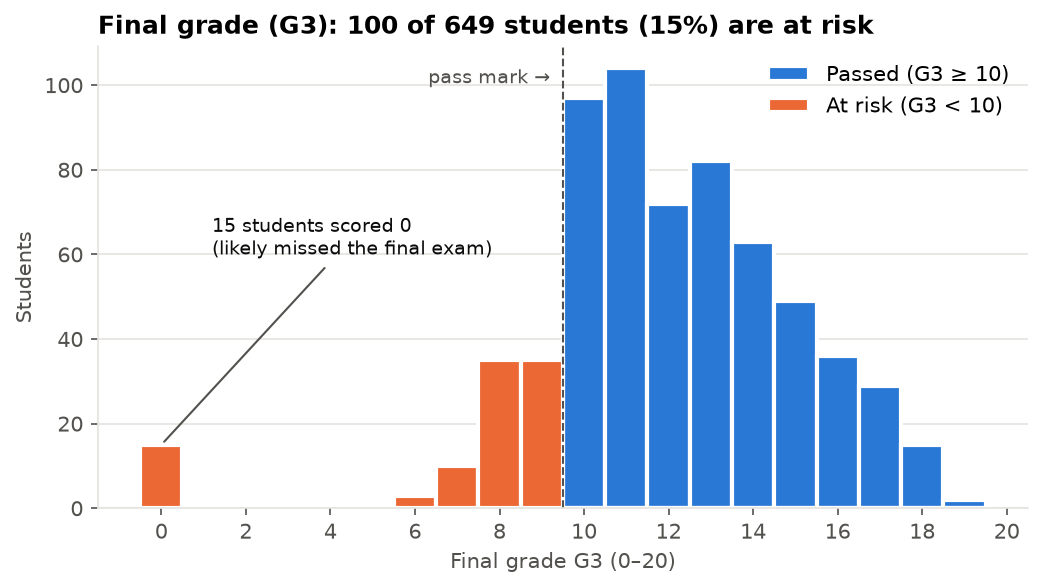 Final grade (G3): 100 of 649 students (15%) are at risk
pass mark →
Passed (G3 ≥ 10)
At risk (G3 < 10)
15 students scored 0
(likely missed the final exam)
Students
100
80
60
40
20
0
0 2 4 6 8 10 12 14 16 18 20
Final grade G3 (0–20)